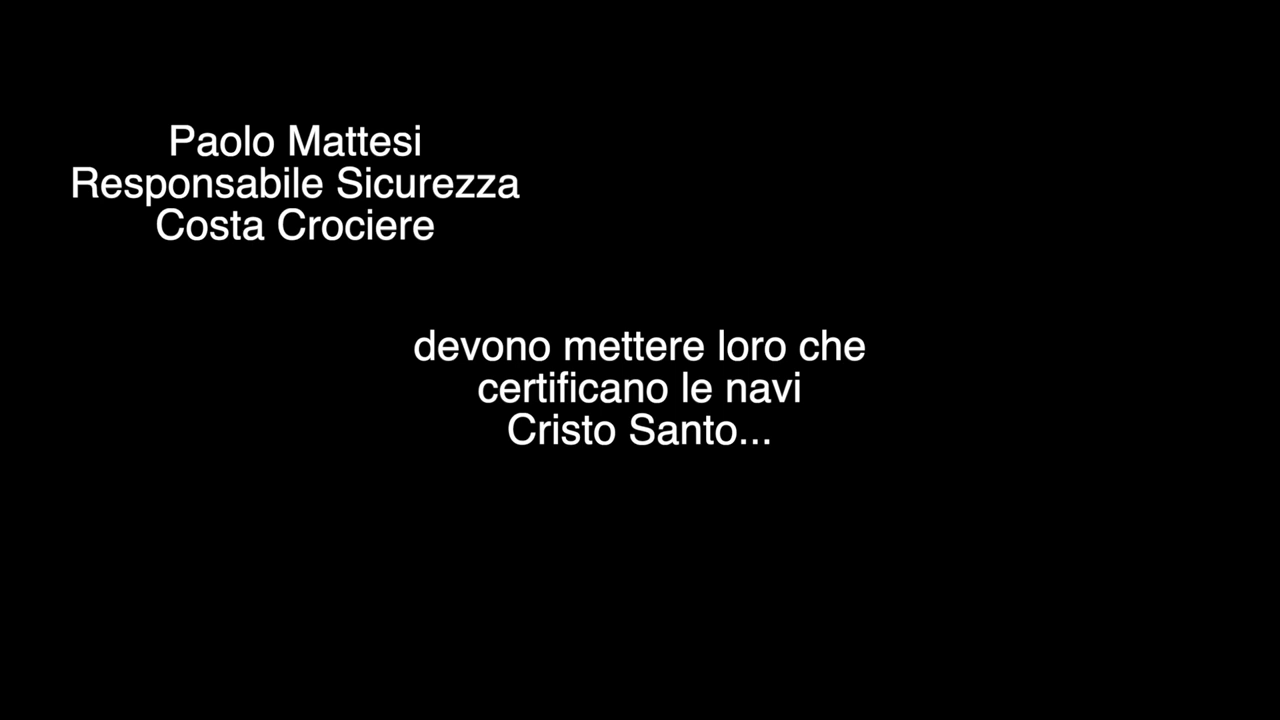 Paolo Mattesi
Responsabile Sicurezza
Costa Crociere
devono mettere loro che
certificano le navi
Cristo Santo...